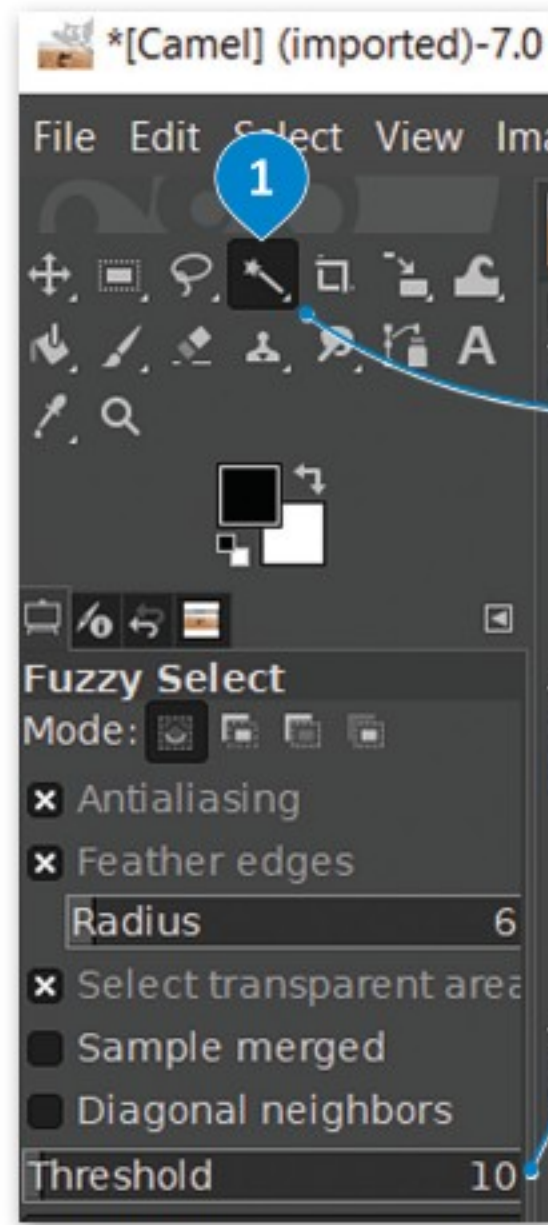 *[Camel] (imported)-7.0
File Edit Select View Ima
1
A
Fuzzy Select
Mode:
Antialiasing
Feather edges
Radius 6
Select transparent area
Sample merged
Diagonal neighbors
Threshold 10